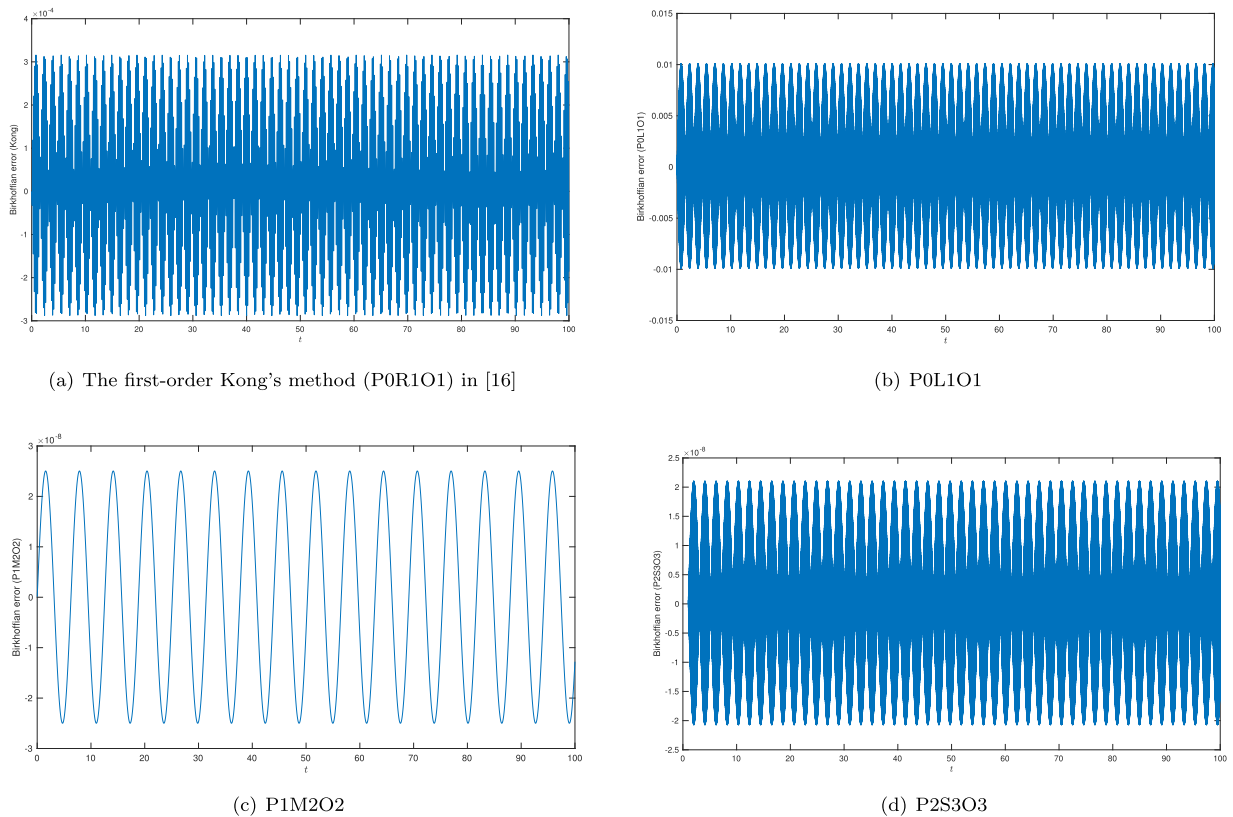 ×10⁻⁴
4
3
2
1
0
-1
-2
-3
Birkhoffian error (Kong)
0 10 20 30 40 50 60 70 80 90 100
t
(a) The first-order Kong's method (P0R1O1) in [16]
0.015
0.01
0.005
0
-0.005
-0.01
-0.015
Birkhoffian error (P0L1O1)
0 10 20 30 40 50 60 70 80 90 100
t
(b) P0L1O1
×10⁻⁸
3
2
1
0
-1
-2
-3
Birkhoffian error (P1M2O2)
0 10 20 30 40 50 60 70 80 90 100
t
(c) P1M2O2
×10⁻⁸
2.5
2
1.5
1
0.5
0
-0.5
-1
-1.5
-2
-2.5
Birkhoffian error (P2S3O3)
0 10 20 30 40 50 60 70 80 90 100
t
(d) P2S3O3